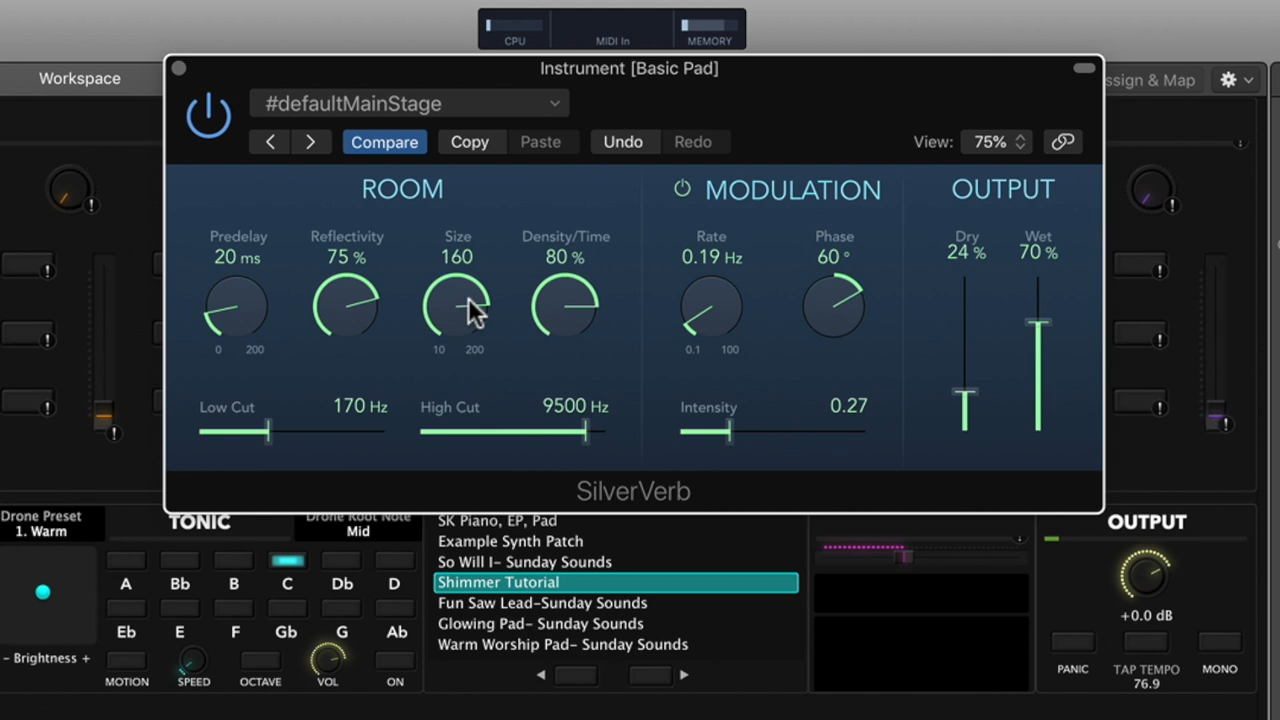 CPU
MIDI In
MEMORY
Instrument [Basic Pad]
Workspace
ssign & Map
#defaultMainStage
Compare
Copy
Paste
Undo
Redo
View:
75%
ROOM
MODULATION
OUTPUT
Predelay
Reflectivity
Size
Density/Time
Rate
Phase
Dry
Wet
20 ms
75 %
160
80 %
0.19 Hz
60 °
24 %
70 %
0
200
10
200
0.1
100
Low Cut
170 Hz
High Cut
9500 Hz
Intensity
0.27
SilverVerb
Drone Preset
1. Warm
TONIC
Drone Root Note
Mid
SK Piano, EP, Pad
Example Synth Patch
So Will I- Sunday Sounds
Shimmer Tutorial
Fun Saw Lead-Sunday Sounds
Glowing Pad- Sunday Sounds
Warm Worship Pad- Sunday Sounds
OUTPUT
A
Bb
B
C
Db
D
Eb
E
F
Gb
G
Ab
- Brightness +
MOTION
SPEED
OCTAVE
VOL
ON
+0.0 dB
PANIC
TAP TEMPO
76.9
MONO